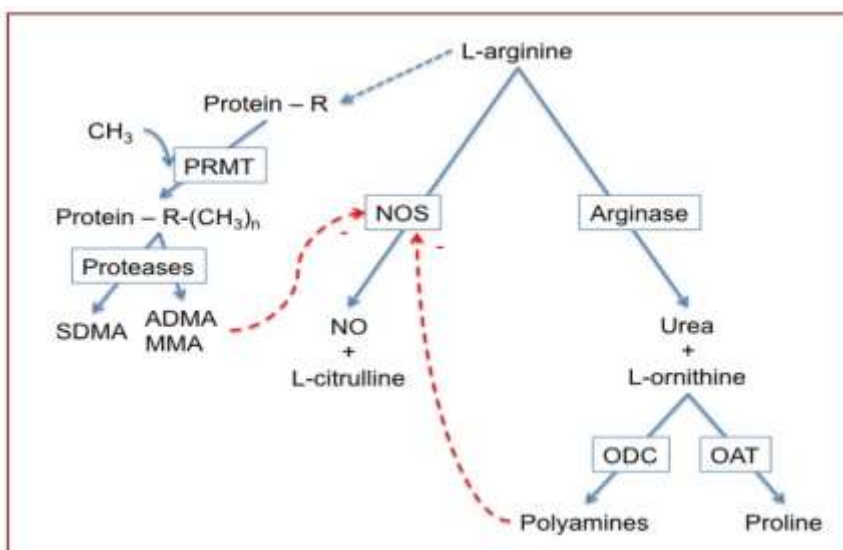 L-arginine
Protein – R
CH₃
PRMT
Protein – R-(CH₃)ₙ
NOS
Arginase
-
-
Proteases
SDMA
ADMA
MMA
NO
+
L-citrulline
Urea
+
L-ornithine
ODC
OAT
Polyamines
Proline